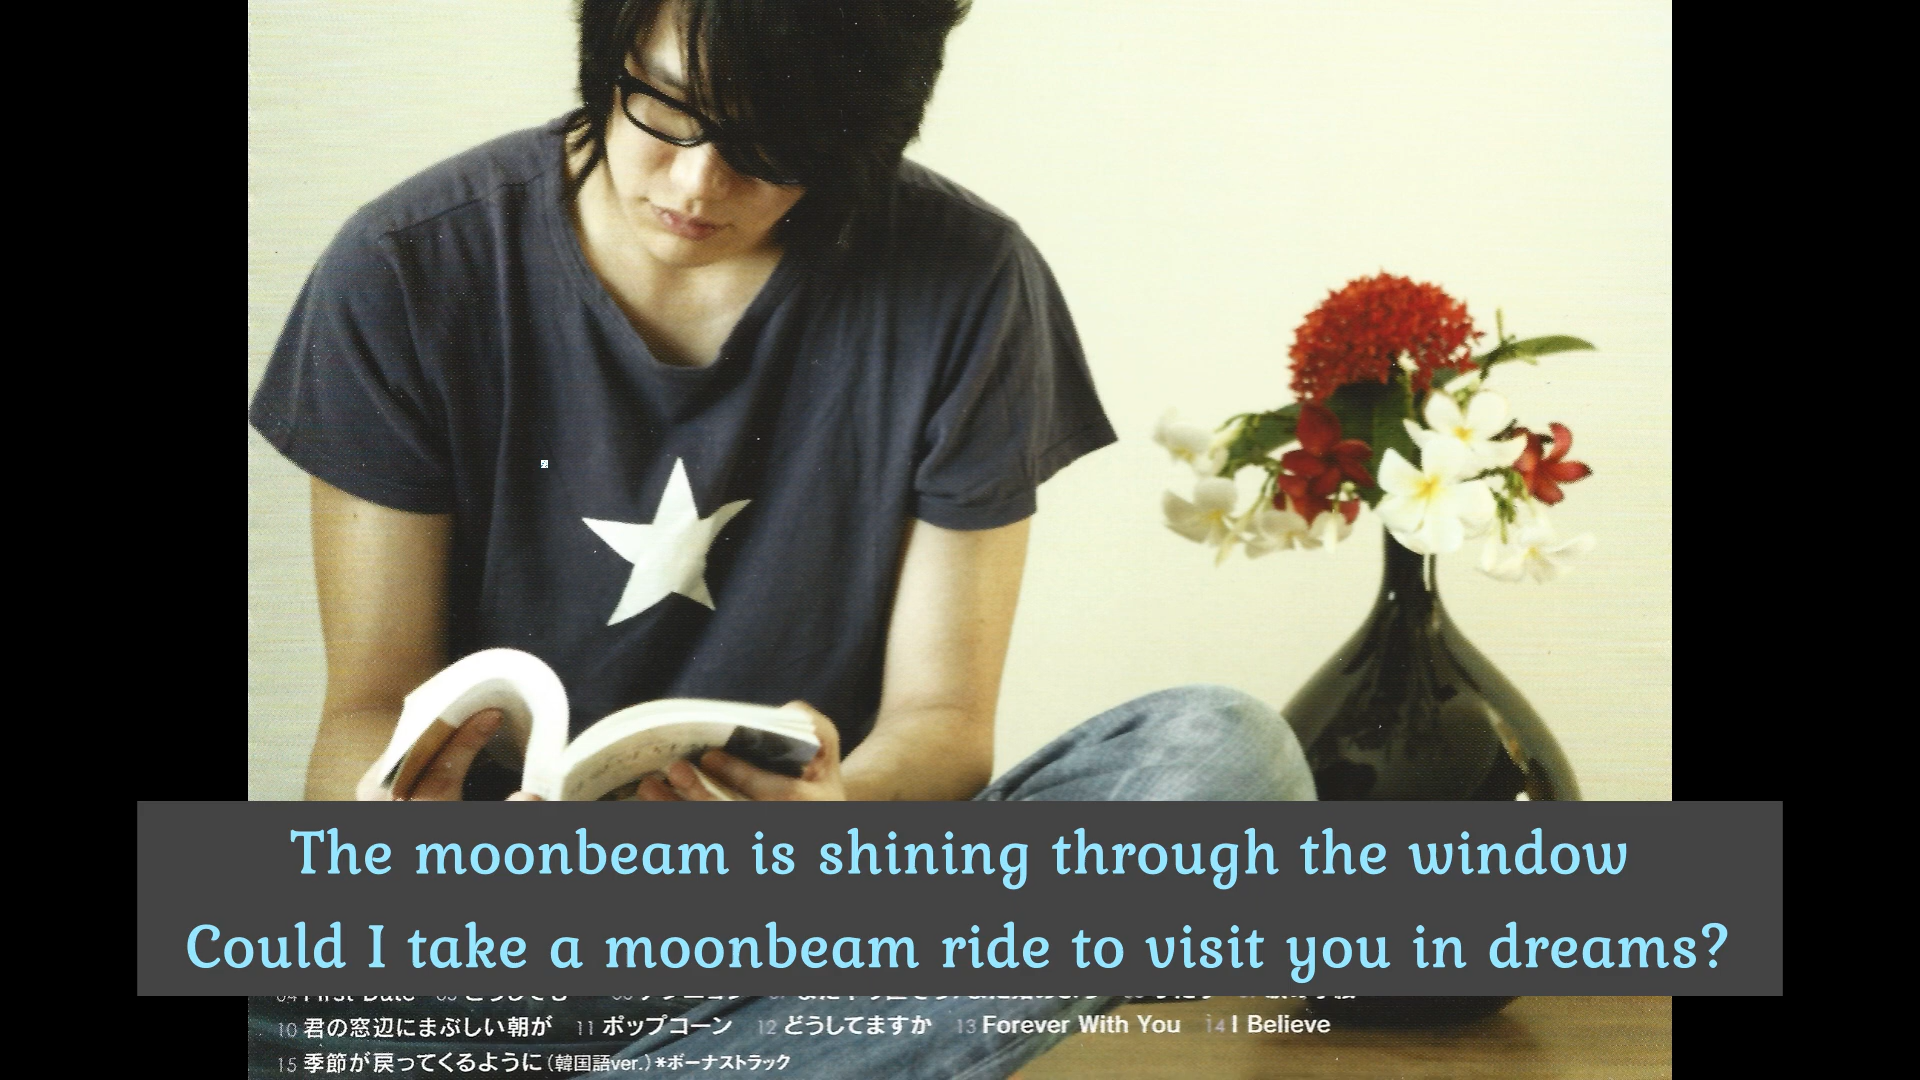 The moonbeam is shining through the window
Could I take a moonbeam ride to visit you in dreams?
04 First Date
10 君の窓辺にまぶしい朝が 11 ポップコーン 12 どうしてますか 13 Forever With You 14 I Believe
15 季節が戻ってくるように(韓国語ver.)*ボーナストラック